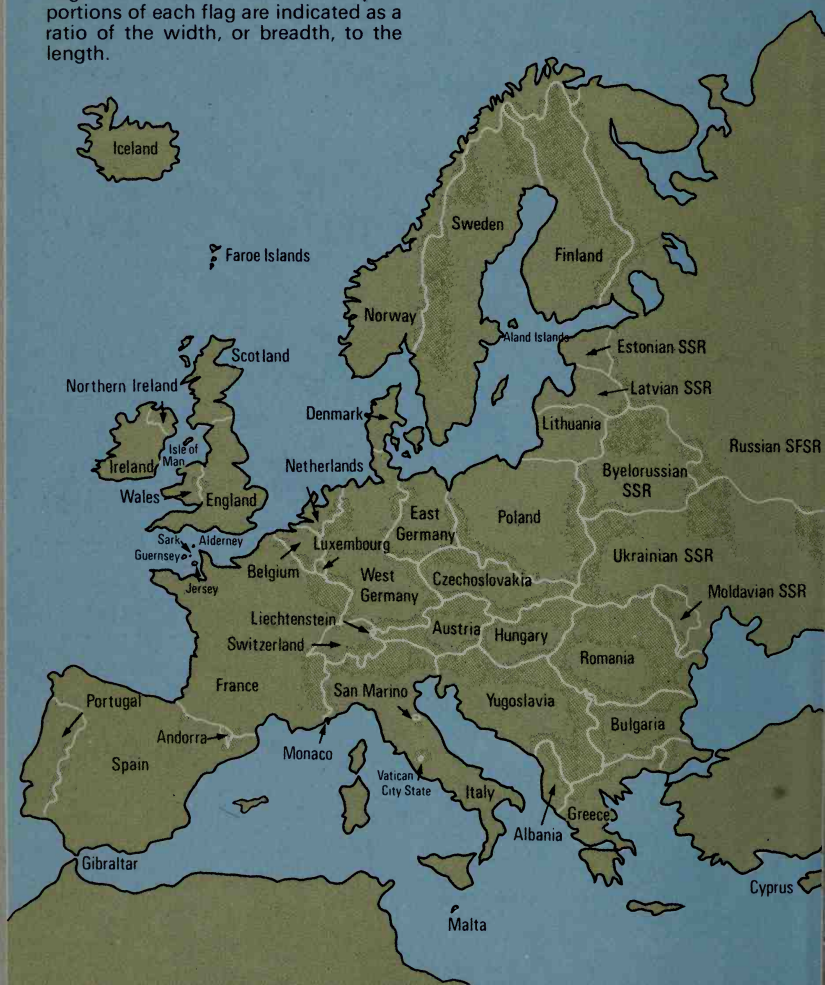 portions of each flag are indicated as a
ratio of the width, or breadth, to the
length.
Iceland
Faroe Islands
Sweden
Finland
Norway
Aland Islands
Scotland
Estonian SSR
Northern Ireland
Latvian SSR
Denmark
Lithuania
Isle of
Man
Ireland
Netherlands
Russian SFSR
Byelorussian
SSR
Wales
England
East
Germany
Poland
Sark
Alderney
Guernsey
Luxembourg
Ukrainian SSR
Belgium
West
Germany
Czechoslovakia
Jersey
Moldavian SSR
Liechtenstein
Austria
Hungary
Switzerland
Romania
France
San Marino
Portugal
Yugoslavia
Bulgaria
Andorra
Monaco
Spain
Vatican
City State
Italy
Greece
Albania
Gibraltar
Cyprus
Malta